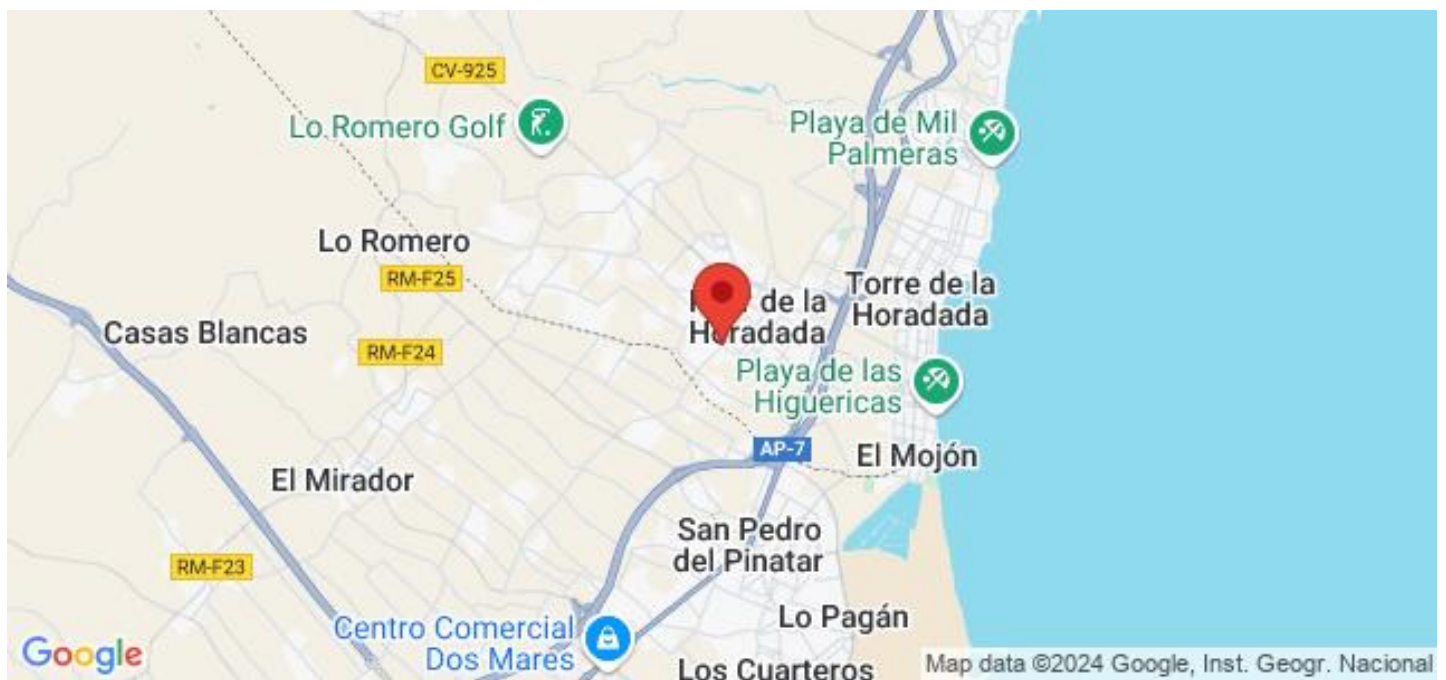 CV-925
Lo Romero Golf
Playa de Mil
Palmeras
Lo Romero
RM-F25
de la
Horadada
Torre de la
Horadada
Casas Blancas
RM-F24
Playa de las
Higuericas
AP-7
El Mojón
El Mirador
San Pedro
del Pinatar
RM-F23
Lo Pagán
Centro Comercial
Dos Mares
Los Cuarteros
Google
Map data ©2024 Google, Inst. Geogr. Nacional